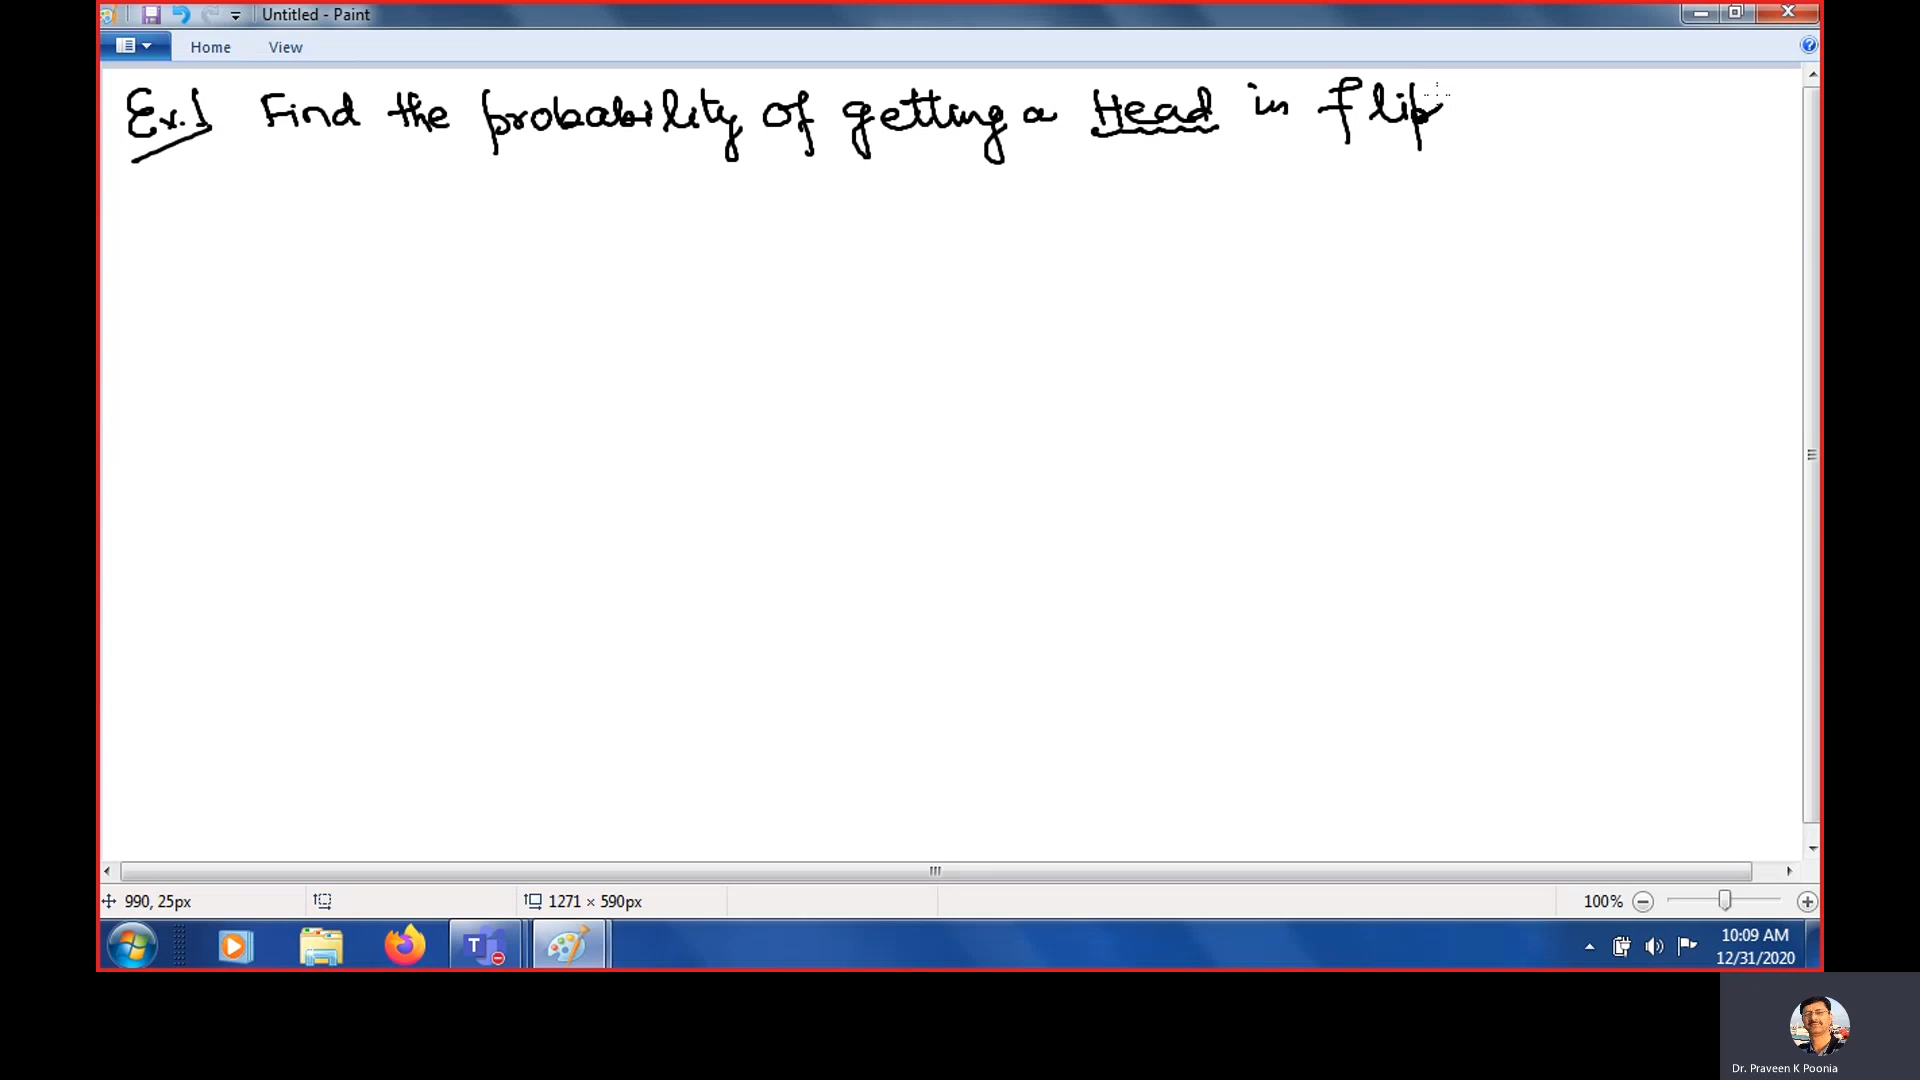 Untitled - Paint
Home View
Ex.1 Find the probability of getting a Head in flip
990, 25px
1271 × 590px
100%
T
10:09 AM
12/31/2020
Dr. Praveen K Poonia